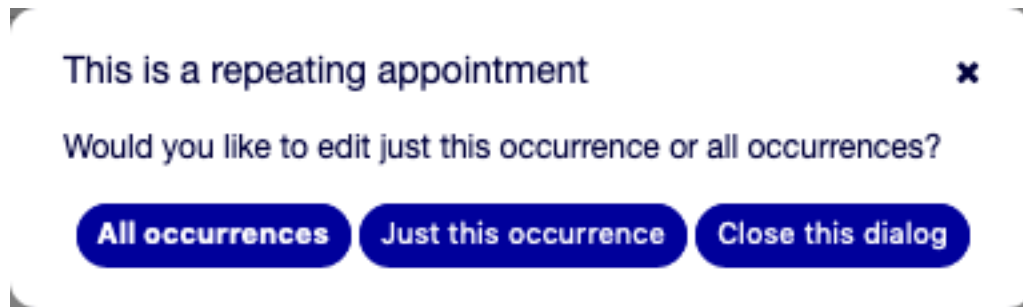 This is a repeating appointment
Would you like to edit just this occurrence or all occurrences?
All occurrences Just this occurrence Close this dialog